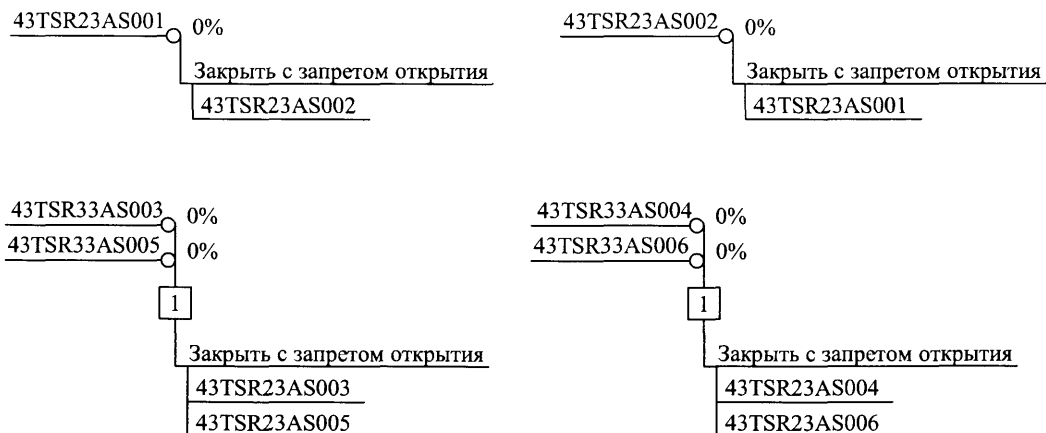 43TSR23AS001 0%
Закрыть с запретом открытия
43TSR23AS002
43TSR23AS002 0%
Закрыть с запретом открытия
43TSR23AS001
43TSR33AS003 0%
43TSR33AS005 0%
1
Закрыть с запретом открытия
43TSR23AS003
43TSR23AS005
43TSR33AS004 0%
43TSR33AS006 0%
1
Закрыть с запретом открытия
43TSR23AS004
43TSR23AS006